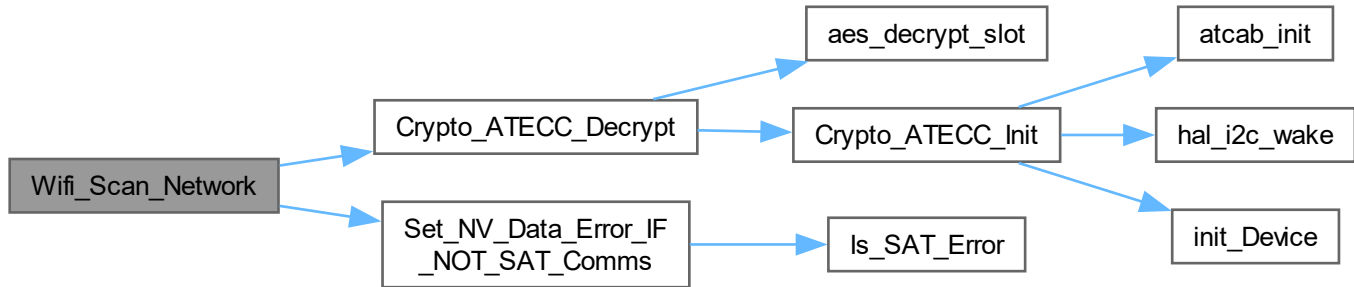 Wifi_Scan_Network
Crypto_ATECC_Decrypt
Set_NV_Data_Error_IF
_NOT_SAT_Comms
aes_decrypt_slot
Crypto_ATECC_Init
Is_SAT_Error
atcab_init
hal_i2c_wake
init_Device